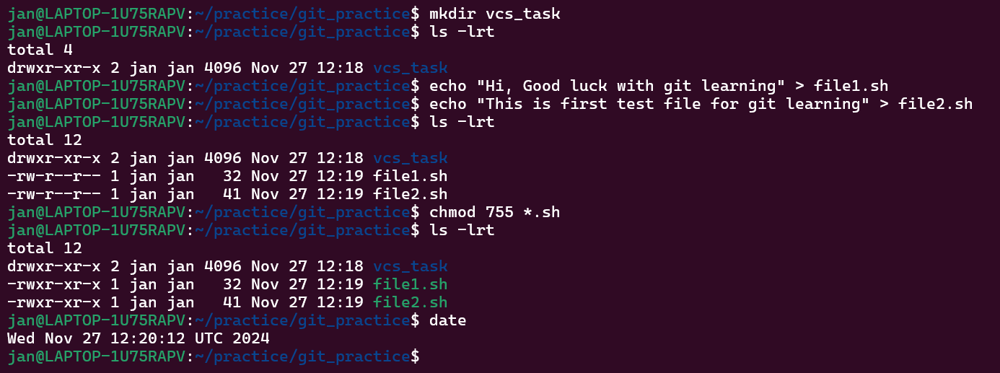 jan@LAPTOP-1U75RAPV:~/practice/git_practice$ mkdir vcs_task
jan@LAPTOP-1U75RAPV:~/practice/git_practice$ ls -lrt
total 4
drwxr-xr-x 2 jan jan 4096 Nov 27 12:18 vcs_task
jan@LAPTOP-1U75RAPV:~/practice/git_practice$ echo "Hi, Good luck with git learning" > file1.sh
jan@LAPTOP-1U75RAPV:~/practice/git_practice$ echo "This is first test file for git learning" > file2.sh
jan@LAPTOP-1U75RAPV:~/practice/git_practice$ ls -lrt
total 12
drwxr-xr-x 2 jan jan 4096 Nov 27 12:18 vcs_task
-rw-r--r-- 1 jan jan   32 Nov 27 12:19 file1.sh
-rw-r--r-- 1 jan jan   41 Nov 27 12:19 file2.sh
jan@LAPTOP-1U75RAPV:~/practice/git_practice$ chmod 755 *.sh
jan@LAPTOP-1U75RAPV:~/practice/git_practice$ ls -lrt
total 12
drwxr-xr-x 2 jan jan 4096 Nov 27 12:18 vcs_task
-rwxr-xr-x 1 jan jan   32 Nov 27 12:19 file1.sh
-rwxr-xr-x 1 jan jan   41 Nov 27 12:19 file2.sh
jan@LAPTOP-1U75RAPV:~/practice/git_practice$ date
Wed Nov 27 12:20:12 UTC 2024
jan@LAPTOP-1U75RAPV:~/practice/git_practice$